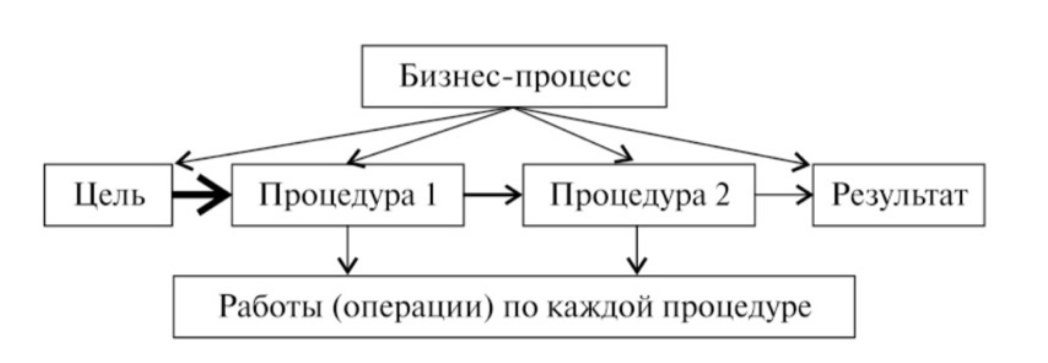 Бизнес-процесс
Цель
Процедура 1
Процедура 2
Результат
Работы (операции) по каждой процедуре